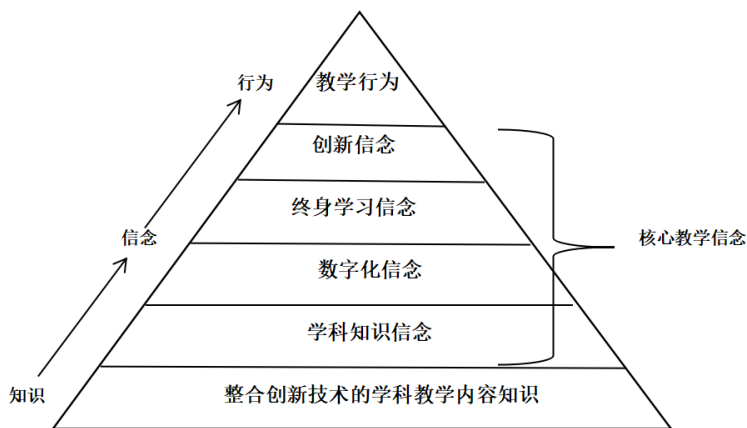 行为
教学行为
创新信念
终身学习信念
信念
核心教学信念
数字化信念
学科知识信念
知识
整合创新技术的学科教学内容知识